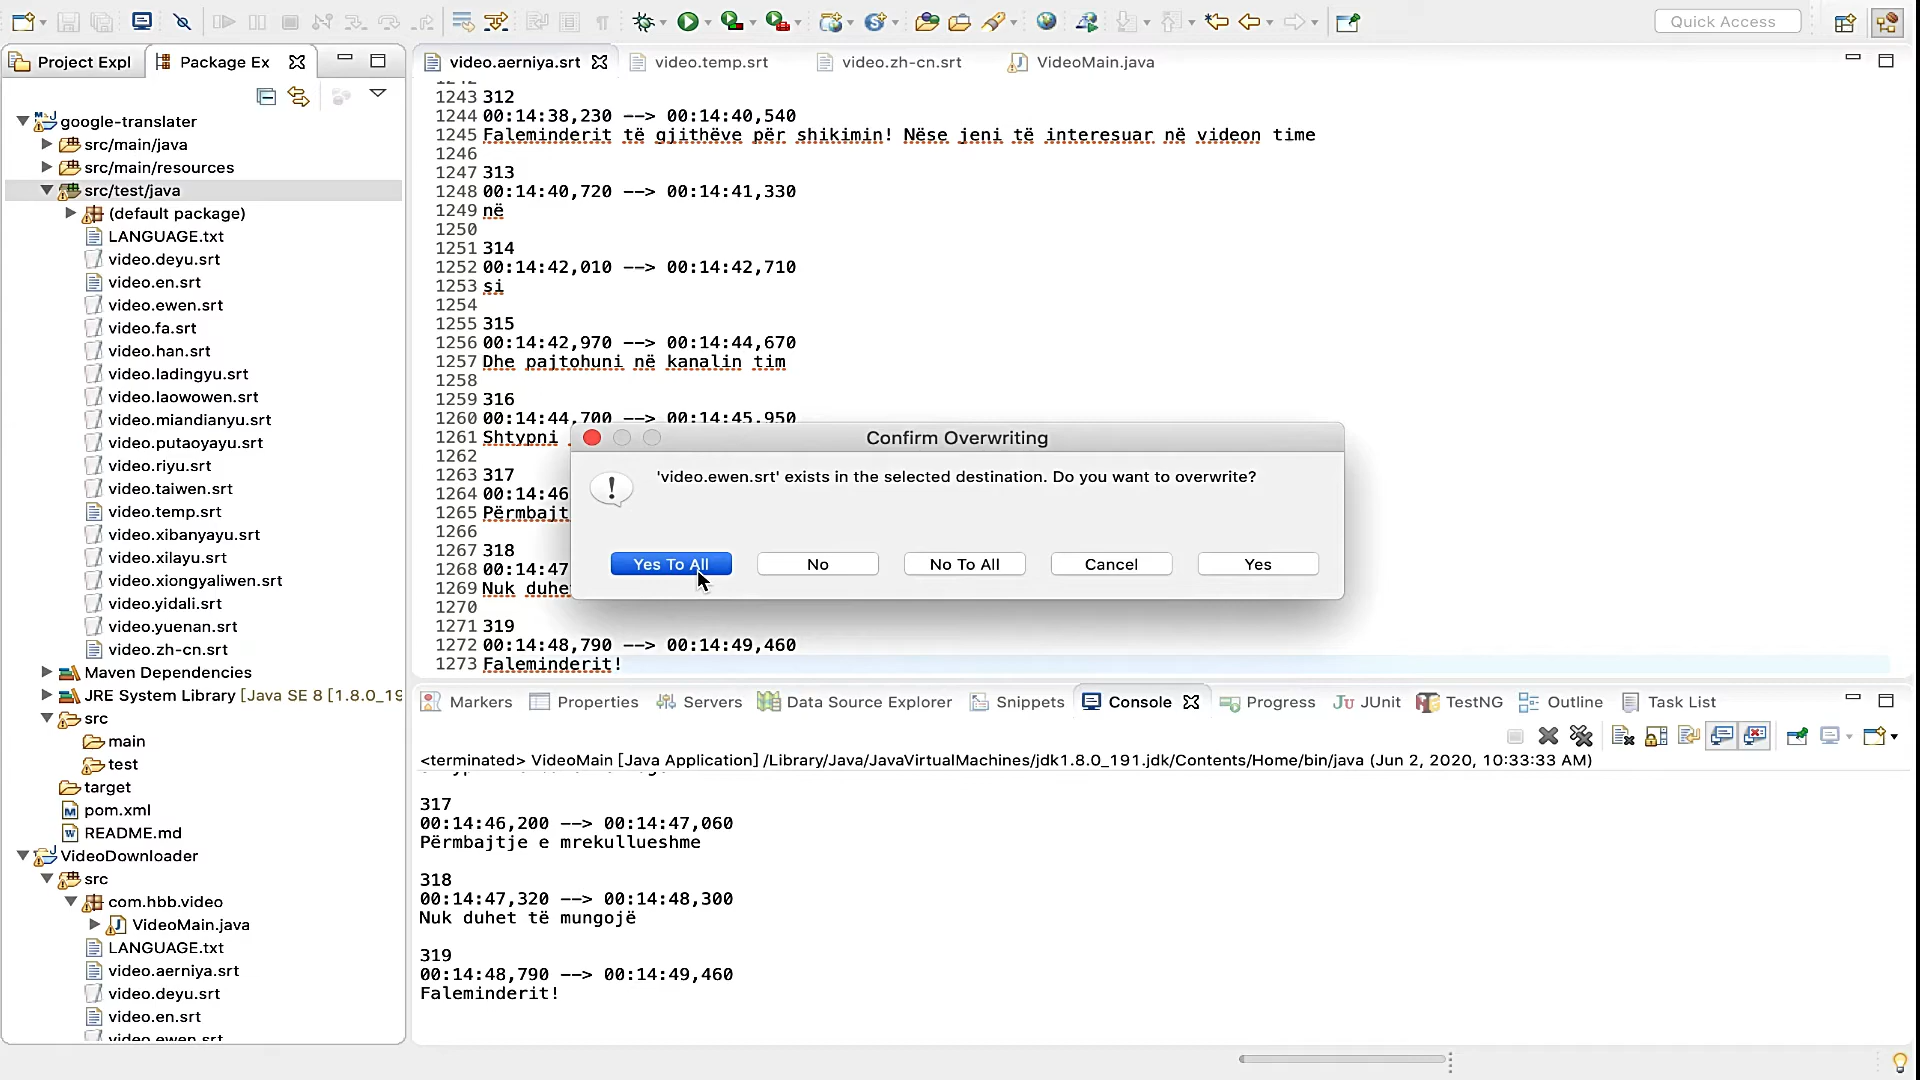 Quick Access
Project Expl
Package Ex
google-translater
src/main/java
src/main/resources
src/test/java
(default package)
LANGUAGE.txt
video.deyu.srt
video.en.srt
video.ewen.srt
video.fa.srt
video.han.srt
video.ladingyu.srt
video.laowowen.srt
video.miandianyu.srt
video.putaoyayu.srt
video.riyu.srt
video.taiwen.srt
video.temp.srt
video.xibanyayu.srt
video.xilayu.srt
video.xiongyaliwen.srt
video.yidali.srt
video.yuenan.srt
video.zh-cn.srt
Maven Dependencies
JRE System Library [Java SE 8 [1.8.0_19
src
main
test
target
pom.xml
README.md
VideoDownloader
src
com.hbb.video
VideoMain.java
LANGUAGE.txt
video.aerniya.srt
video.deyu.srt
video.en.srt
video.ewen.srt
video.aerniya.srt
video.temp.srt
video.zh-cn.srt
VideoMain.java
1243 312
1244 00:14:38,230 --> 00:14:40,540
1245 Faleminderit të gjithëve për shikimin! Nëse jeni të interesuar në videon time
1246
1247 313
1248 00:14:40,720 --> 00:14:41,330
1249 në
1250
1251 314
1252 00:14:42,010 --> 00:14:42,710
1253 si
1254
1255 315
1256 00:14:42,970 --> 00:14:44,670
1257 Dhe pajtohuni në kanalin tim
1258
1259 316
1260 00:14:44,700 --> 00:14:45,950
1261 Shtypni
1262
1263 317
1264 00:14:46
1265 Përmbajt
1266
1267 318
1268 00:14:47
1269 Nuk duhe
1270
1271 319
1272 00:14:48,790 --> 00:14:49,460
1273 Faleminderit!
Confirm Overwriting
'video.ewen.srt' exists in the selected destination. Do you want to overwrite?
Yes To All
No
No To All
Cancel
Yes
Markers
Properties
Servers
Data Source Explorer
Snippets
Console
Progress
Ju JUnit
TestNG
Outline
Task List
<terminated> VideoMain [Java Application] /Library/Java/JavaVirtualMachines/jdk1.8.0_191.jdk/Contents/Home/bin/java (Jun 2, 2020, 10:33:33 AM)
317
00:14:46,200 --> 00:14:47,060
Përmbajtje e mrekullueshme
318
00:14:47,320 --> 00:14:48,300
Nuk duhet të mungojë
319
00:14:48,790 --> 00:14:49,460
Faleminderit!